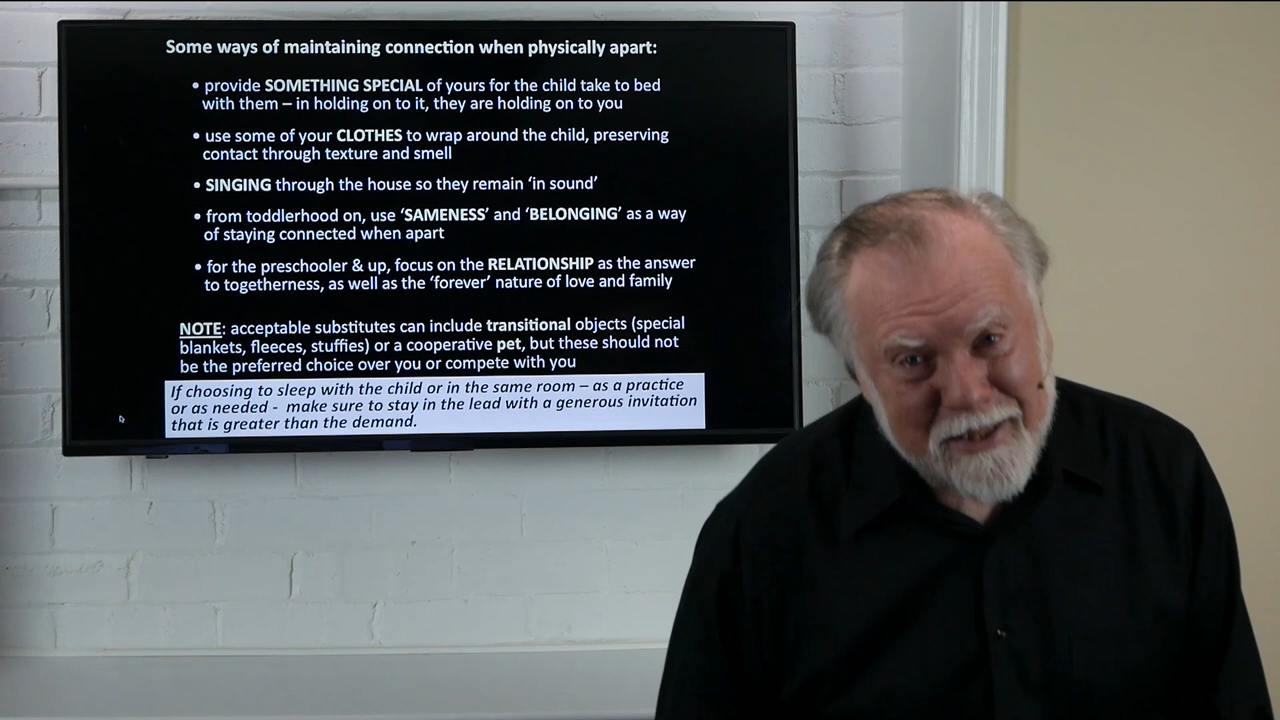 Some ways of maintaining connection when physically apart:
• provide SOMETHING SPECIAL of yours for the child take to bed
with them – in holding on to it, they are holding on to you
• use some of your CLOTHES to wrap around the child, preserving
contact through texture and smell
• SINGING through the house so they remain ‘in sound’
• from toddlerhood on, use ‘SAMENESS’ and ‘BELONGING’ as a way
of staying connected when apart
• for the preschooler & up, focus on the RELATIONSHIP as the answer
to togetherness, as well as the ‘forever’ nature of love and family
NOTE: acceptable substitutes can include transitional objects (special
blankets, fleeces, stuffies) or a cooperative pet, but these should not
be the preferred choice over you or compete with you
If choosing to sleep with the child or in the same room – as a practice
or as needed - make sure to stay in the lead with a generous invitation
that is greater than the demand.